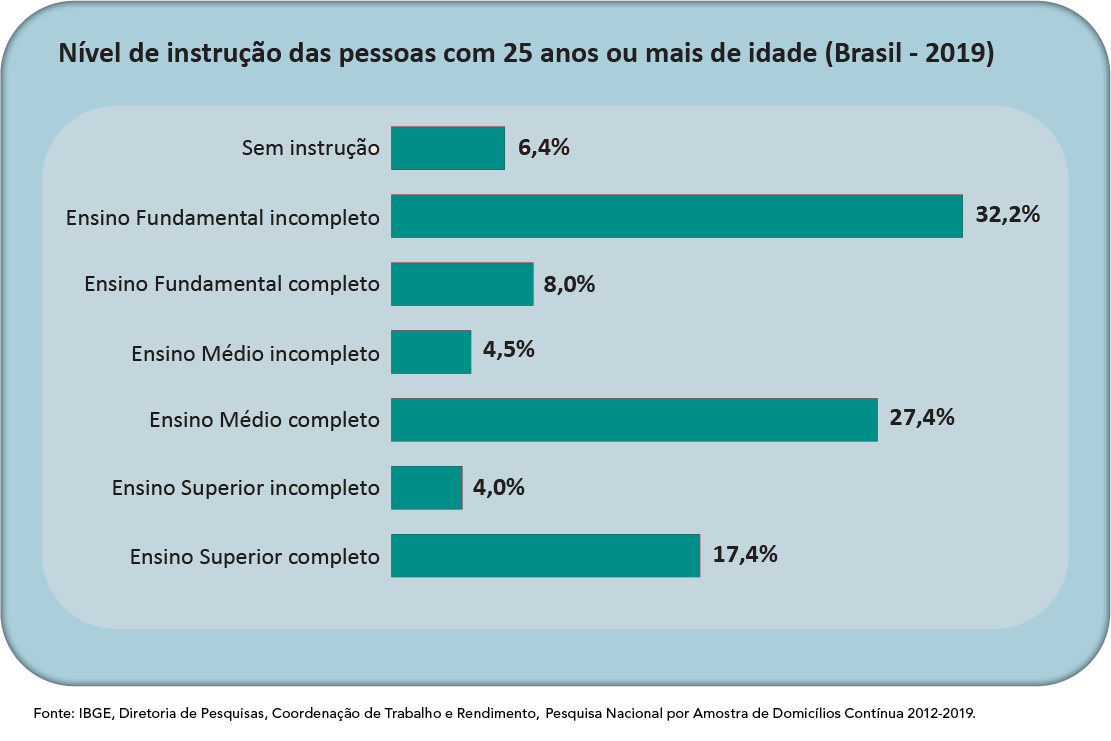 Nível de instrução das pessoas com 25 anos ou mais de idade (Brasil - 2019)
Sem instrução 6,4%
Ensino Fundamental incompleto 32,2%
Ensino Fundamental completo 8,0%
Ensino Médio incompleto 4,5%
Ensino Médio completo 27,4%
Ensino Superior incompleto 4,0%
Ensino Superior completo 17,4%
Fonte: IBGE, Diretoria de Pesquisas, Coordenação de Trabalho e Rendimento, Pesquisa Nacional por Amostra de Domicílios Contínua 2012-2019.